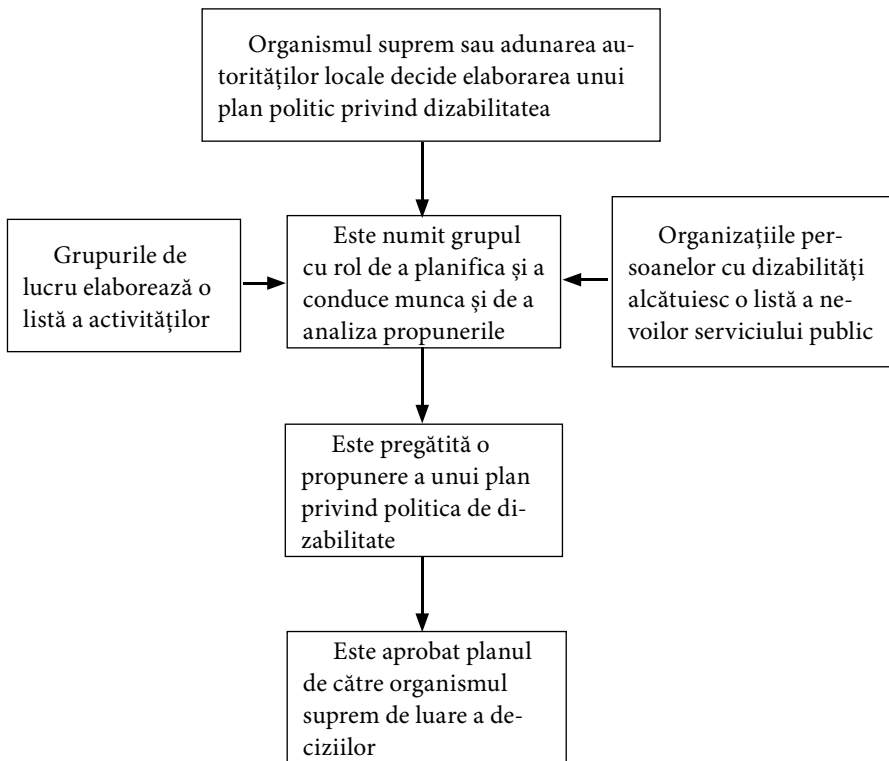 Organismul suprem sau adunarea au-
torităților locale decide elaborarea unui
plan politic privind dizabilitatea
Grupurile de
lucru elaborează o
listă a activităților
Este numit grupul
cu rol de a planifica și a
conduce munca și de a
analiza propunerile
Organizațiile per-
soanelor cu dizabilități
alcătuiesc o listă a ne-
voilor serviciului public
Este pregătită o
propunere a unui plan
privind politica de di-
zabilitate
Este aprobat planul
de către organismul
suprem de luare a de-
ciziilor